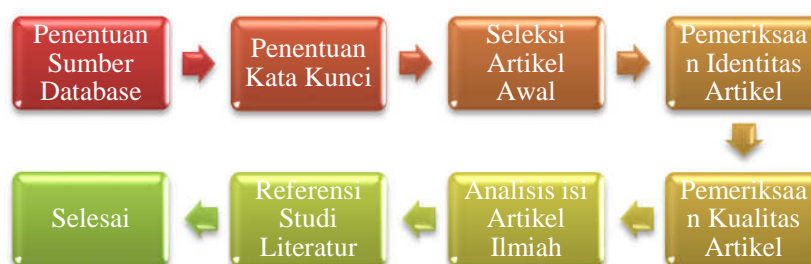 Penentuan
Sumber
Database
Penentuan
Kata Kunci
Seleksi
Artikel
Awal
Pemeriksaa
n Identitas
Artikel
Pemeriksaa
n Kualitas
Artikel
Analisis isi
Artikel
Ilmiah
Referensi
Studi
Literatur
Selesai